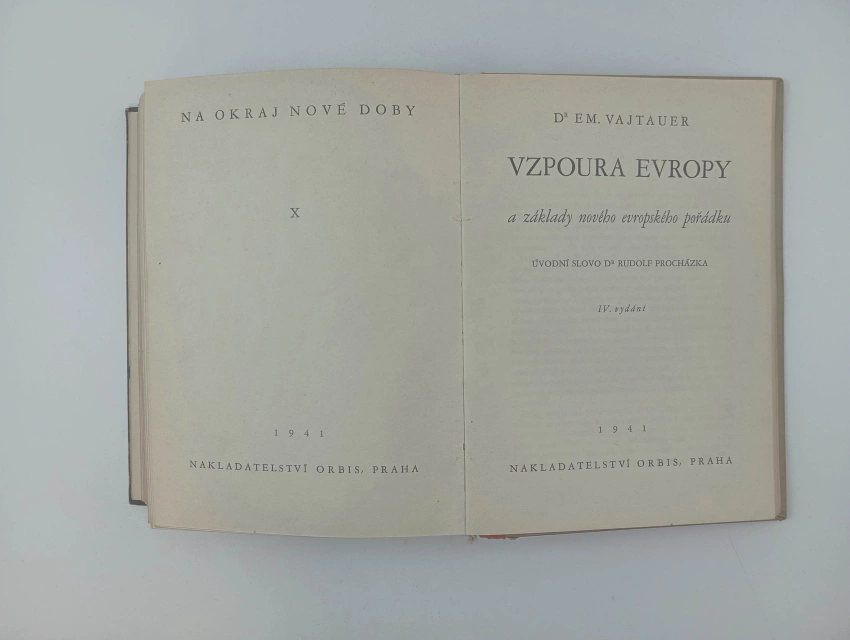 NA OKRAJ NOVÉ DOBY
X
1941
NAKLADATELSTVÍ ORBIS, PRAHA
DR EM. VAJTAUER
VZPOURA EVROPY
a základy nového evropského pořádku
ÚVODNÍ SLOVO DR RUDOLF PROCHÁZKA
IV. vydání
1941
NAKLADATELSTVÍ ORBIS, PRAHA